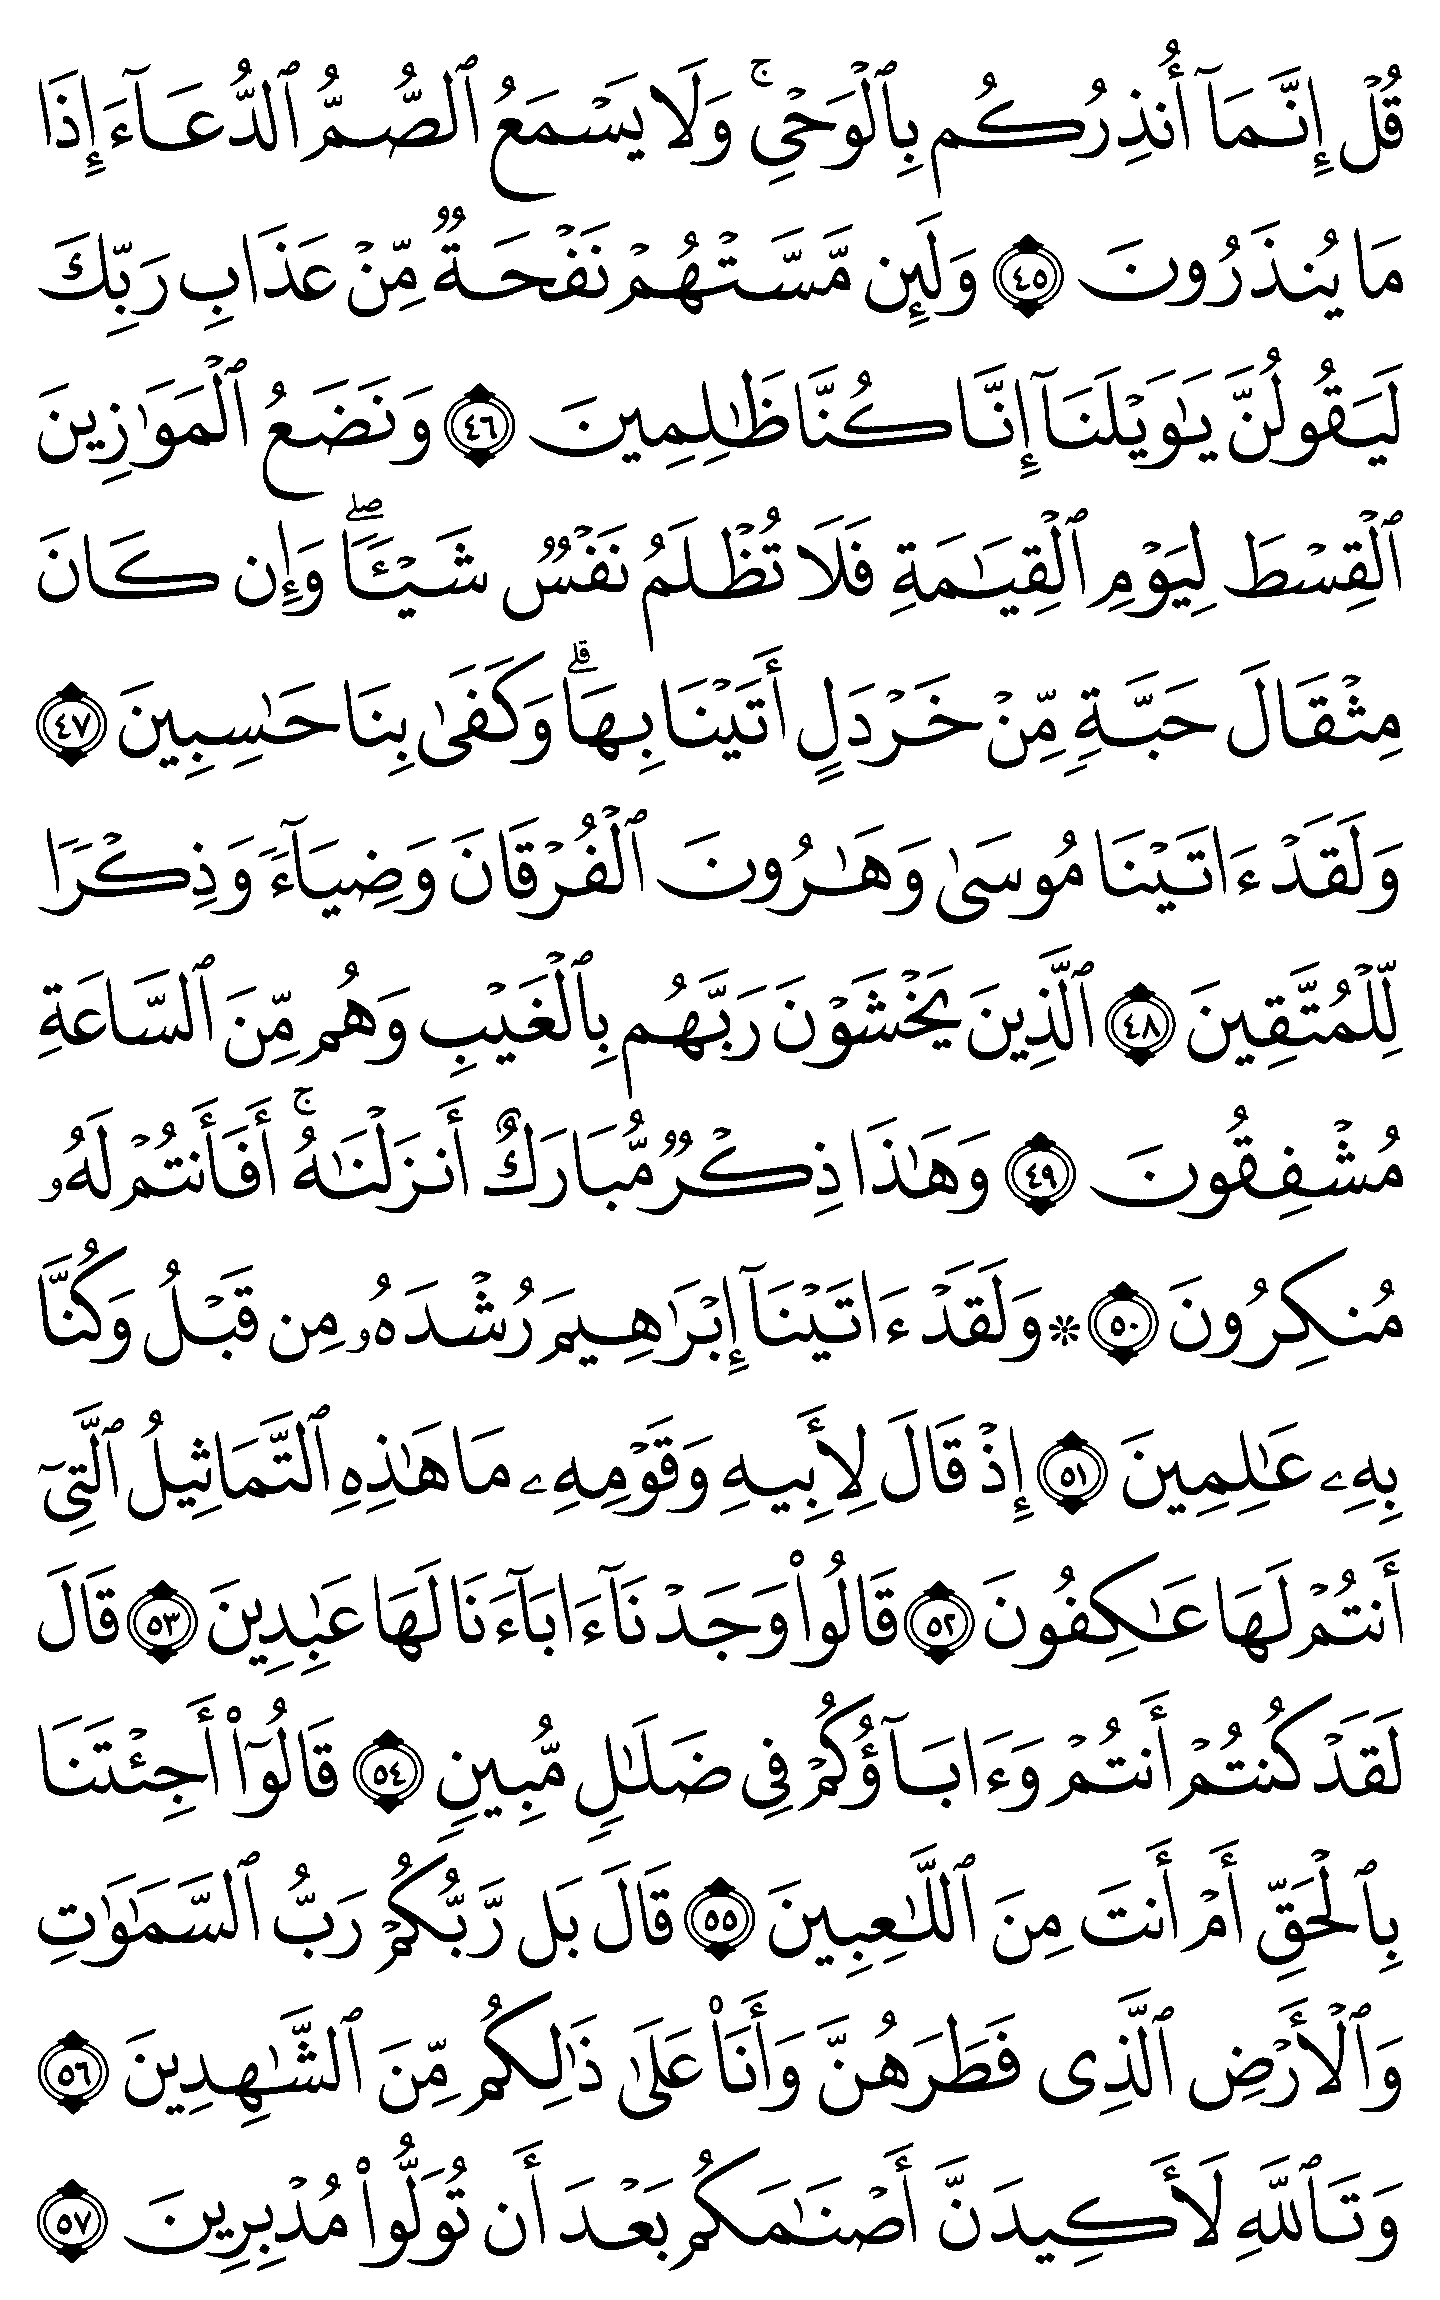 قُلۡ إِنَّمَآ أُنذِرُكُم بِٱلۡوَحۡيِۚ وَلَا يَسۡمَعُ ٱلصُّمُّ ٱلدُّعَآءَ إِذَا
مَا يُنذَرُونَ ٤٥ وَلَئِن مَّسَّتۡهُمۡ نَفۡحَةٞ مِّنۡ عَذَابِ رَبِّكَ
لَيَقُولُنَّ يَٰوَيۡلَنَآ إِنَّا كُنَّا ظَٰلِمِينَ ٤٦ وَنَضَعُ ٱلۡمَوَٰزِينَ
ٱلۡقِسۡطَ لِيَوۡمِ ٱلۡقِيَٰمَةِ فَلَا تُظۡلَمُ نَفۡسٞ شَيۡـٔٗاۖ وَإِن كَانَ
مِثۡقَالَ حَبَّةٖ مِّنۡ خَرۡدَلٍ أَتَيۡنَا بِهَاۗ وَكَفَىٰ بِنَا حَٰسِبِينَ ٤٧
وَلَقَدۡ ءَاتَيۡنَا مُوسَىٰ وَهَٰرُونَ ٱلۡفُرۡقَانَ وَضِيَآءٗ وَذِكۡرٗا
لِّلۡمُتَّقِينَ ٤٨ ٱلَّذِينَ يَخۡشَوۡنَ رَبَّهُم بِٱلۡغَيۡبِ وَهُم مِّنَ ٱلسَّاعَةِ
مُشۡفِقُونَ ٤٩ وَهَٰذَا ذِكۡرٞ مُّبَارَكٌ أَنزَلۡنَٰهُۚ أَفَأَنتُمۡ لَهُۥ
مُنكِرُونَ ٥٠ ۞ وَلَقَدۡ ءَاتَيۡنَآ إِبۡرَٰهِيمَ رُشۡدَهُۥ مِن قَبۡلُ وَكُنَّا
بِهِۦ عَٰلِمِينَ ٥١ إِذۡ قَالَ لِأَبِيهِ وَقَوۡمِهِۦ مَا هَٰذِهِ ٱلتَّمَاثِيلُ ٱلَّتِيٓ
أَنتُمۡ لَهَا عَٰكِفُونَ ٥٢ قَالُواْ وَجَدۡنَآ ءَابَآءَنَا لَهَا عَٰبِدِينَ ٥٣ قَالَ
لَقَدۡ كُنتُمۡ أَنتُمۡ وَءَابَآؤُكُمۡ فِي ضَلَٰلٖ مُّبِينٖ ٥٤ قَالُوٓاْ أَجِئۡتَنَا
بِٱلۡحَقِّ أَمۡ أَنتَ مِنَ ٱللَّٰعِبِينَ ٥٥ قَالَ بَل رَّبُّكُمۡ رَبُّ ٱلسَّمَٰوَٰتِ
وَٱلۡأَرۡضِ ٱلَّذِي فَطَرَهُنَّ وَأَنَا۠ عَلَىٰ ذَٰلِكُم مِّنَ ٱلشَّٰهِدِينَ ٥٦
وَتَٱللَّهِ لَأَكِيدَنَّ أَصۡنَٰمَكُم بَعۡدَ أَن تُوَلُّواْ مُدۡبِرِينَ ٥٧